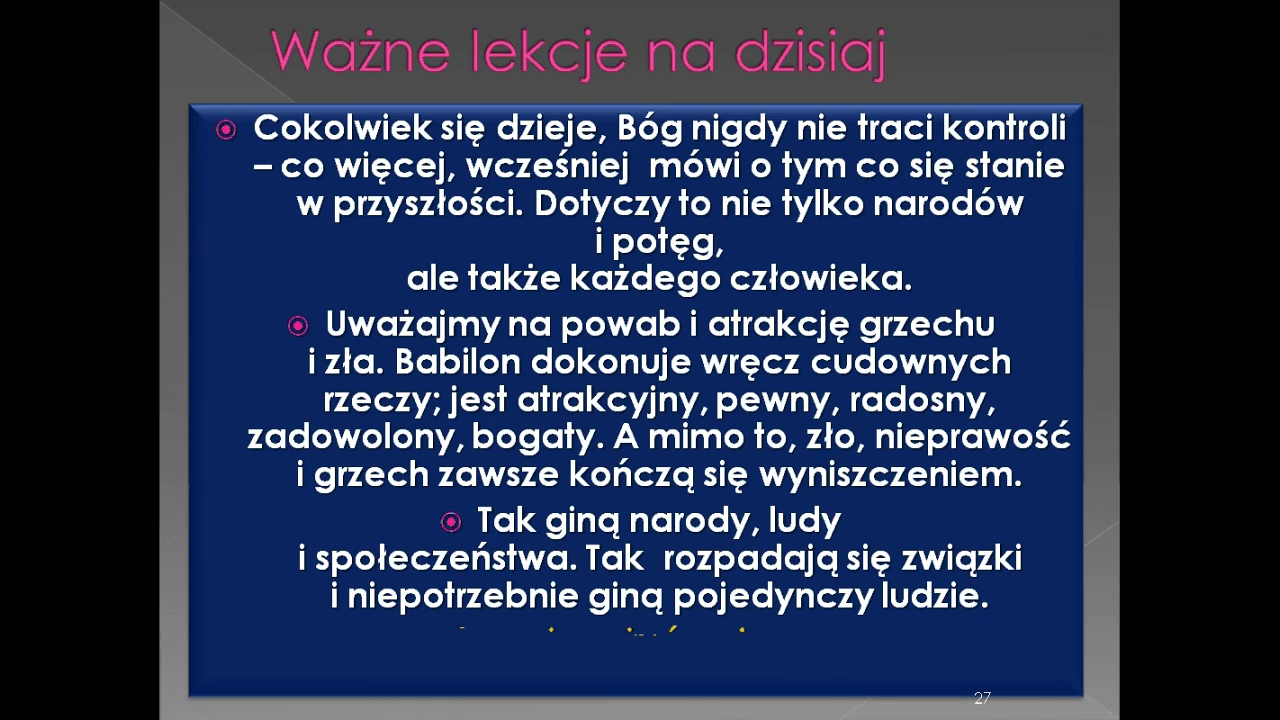 Ważne lekcje na dzisiaj
Cokolwiek się dzieje, Bóg nigdy nie traci kontroli
– co więcej, wcześniej mówi o tym co się stanie
w przyszłości. Dotyczy to nie tylko narodów
i potęg,
ale także każdego człowieka.
Uważajmy na powab i atrakcję grzechu
i zła. Babilon dokonuje wręcz cudownych
rzeczy; jest atrakcyjny, pewny, radosny,
zadowolony, bogaty. A mimo to, zło, nieprawość
i grzech zawsze kończą się wyniszczeniem.
Tak giną narody, ludy
i społeczeństwa. Tak rozpadają się związki
i niepotrzebnie giną pojedynczy ludzie.
27